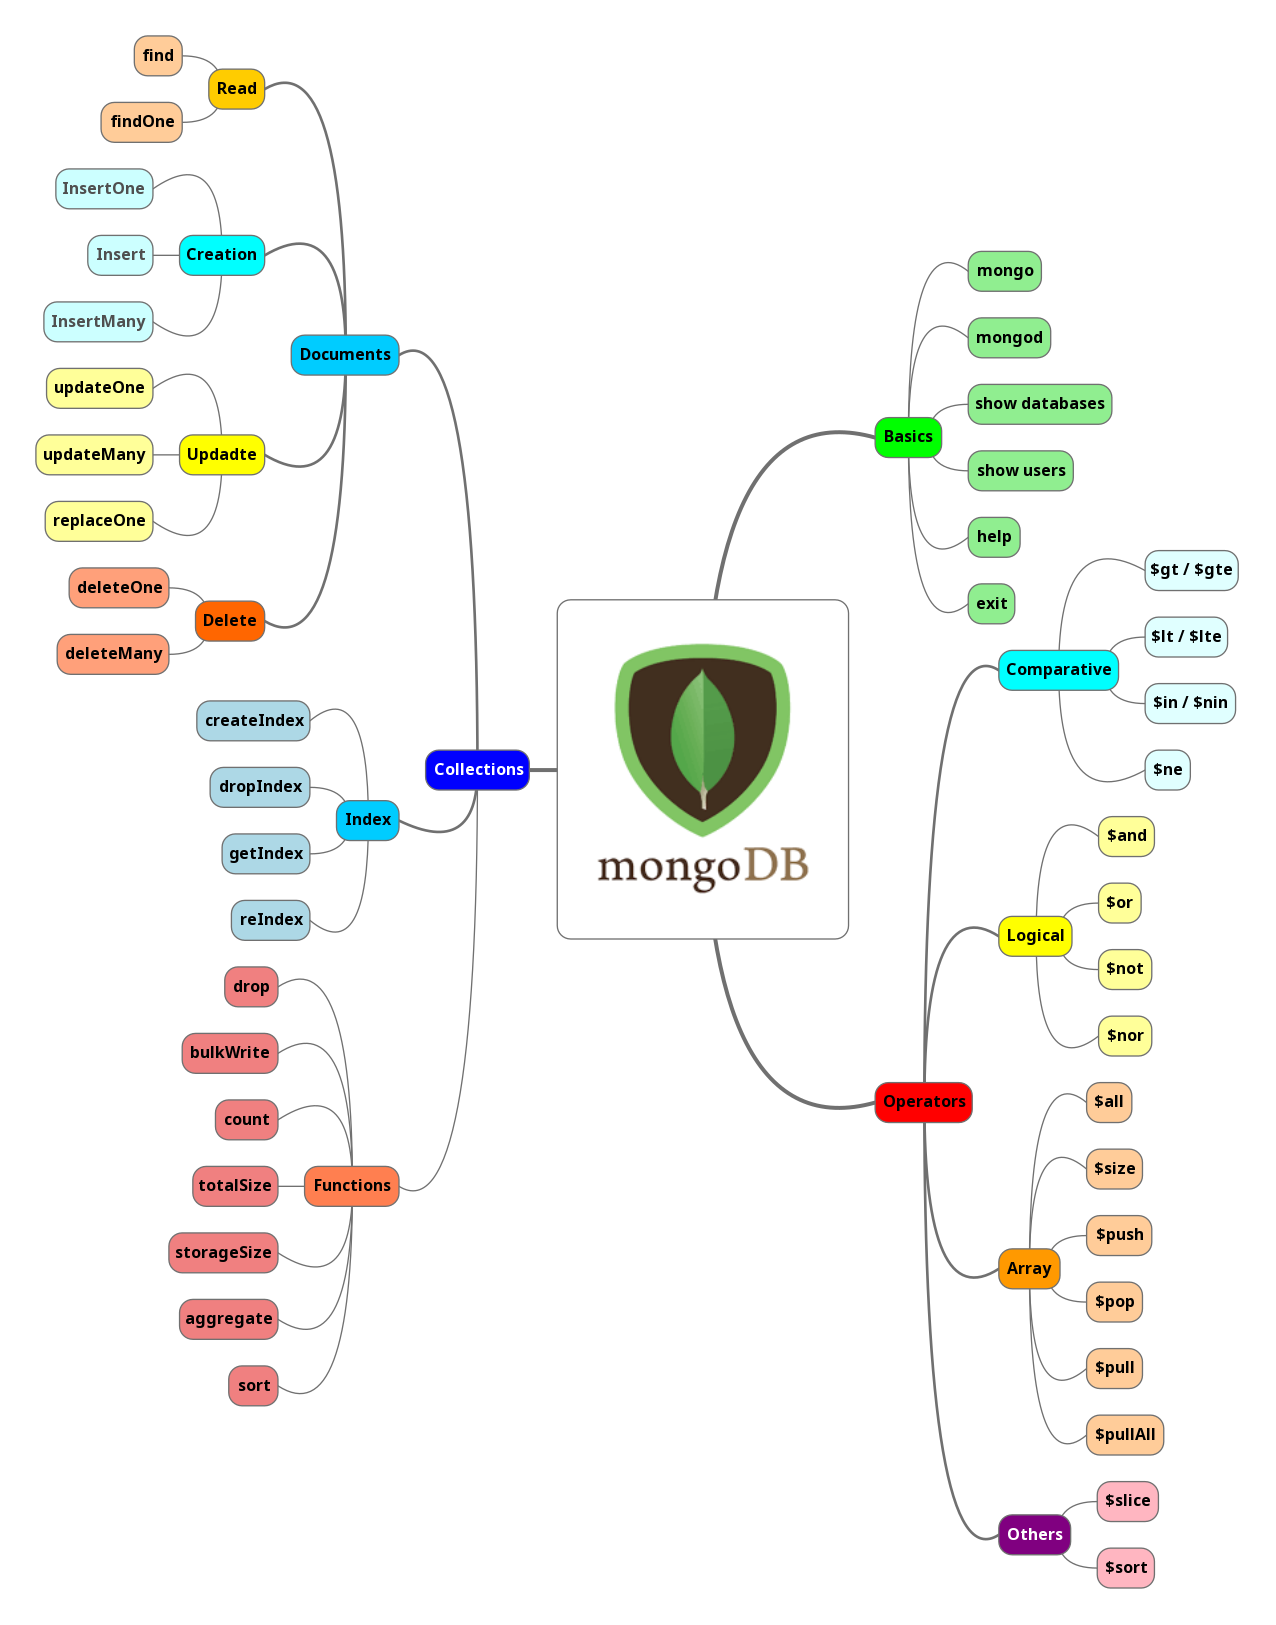 find
Read
findOne
InsertOne
Insert
Creation
InsertMany
Documents
updateOne
updateMany
Updadte
replaceOne
deleteOne
Delete
deleteMany
createIndex
Collections
dropIndex
Index
getIndex
reIndex
drop
bulkWrite
count
totalSize
Functions
storageSize
aggregate
sort
mongoDB
mongo
mongod
show databases
Basics
show users
help
exit
$gt / $gte
$lt / $lte
Comparative
$in / $nin
$ne
$and
$or
Logical
$not
$nor
Operators
$all
$size
$push
Array
$pop
$pull
$pullAll
$slice
Others
$sort